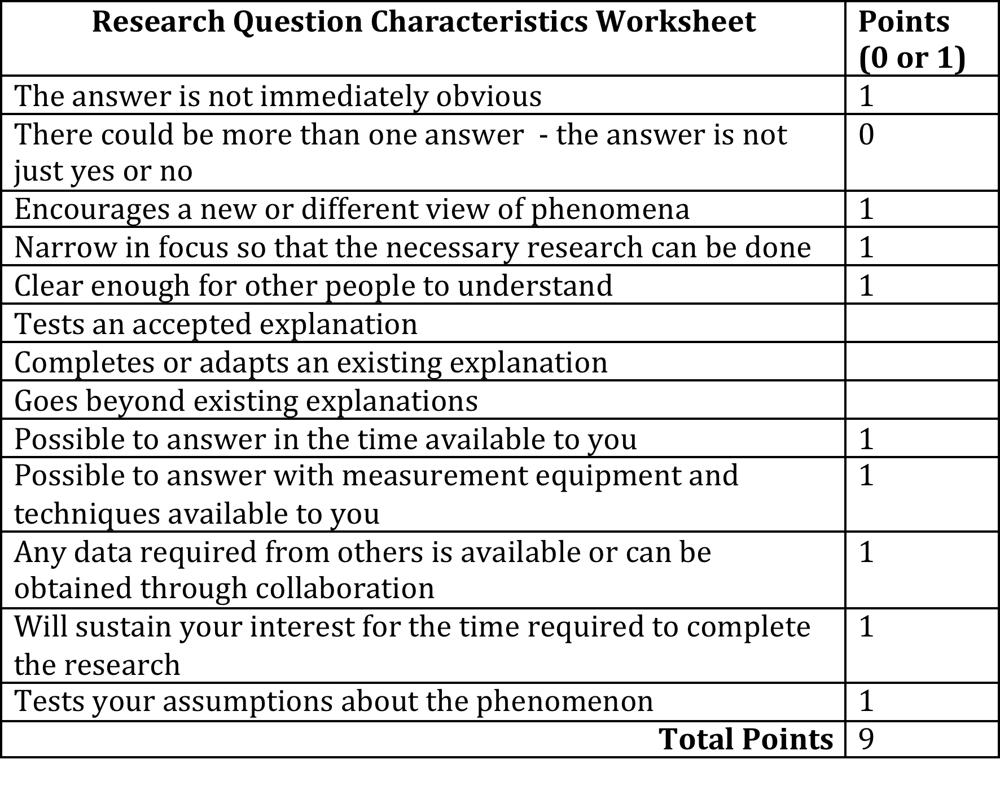 Research Question Characteristics Worksheet Points
(0 or 1)
The answer is not immediately obvious 1
There could be more than one answer  - the answer is not 0
just yes or no
Encourages a new or different view of phenomena 1
Narrow in focus so that the necessary research can be done 1
Clear enough for other people to understand 1
Tests an accepted explanation
Completes or adapts an existing explanation
Goes beyond existing explanations
Possible to answer in the time available to you 1
Possible to answer with measurement equipment and 1
techniques available to you
Any data required from others is available or can be 1
obtained through collaboration
Will sustain your interest for the time required to complete 1
the research
Tests your assumptions about the phenomenon 1
Total Points 9